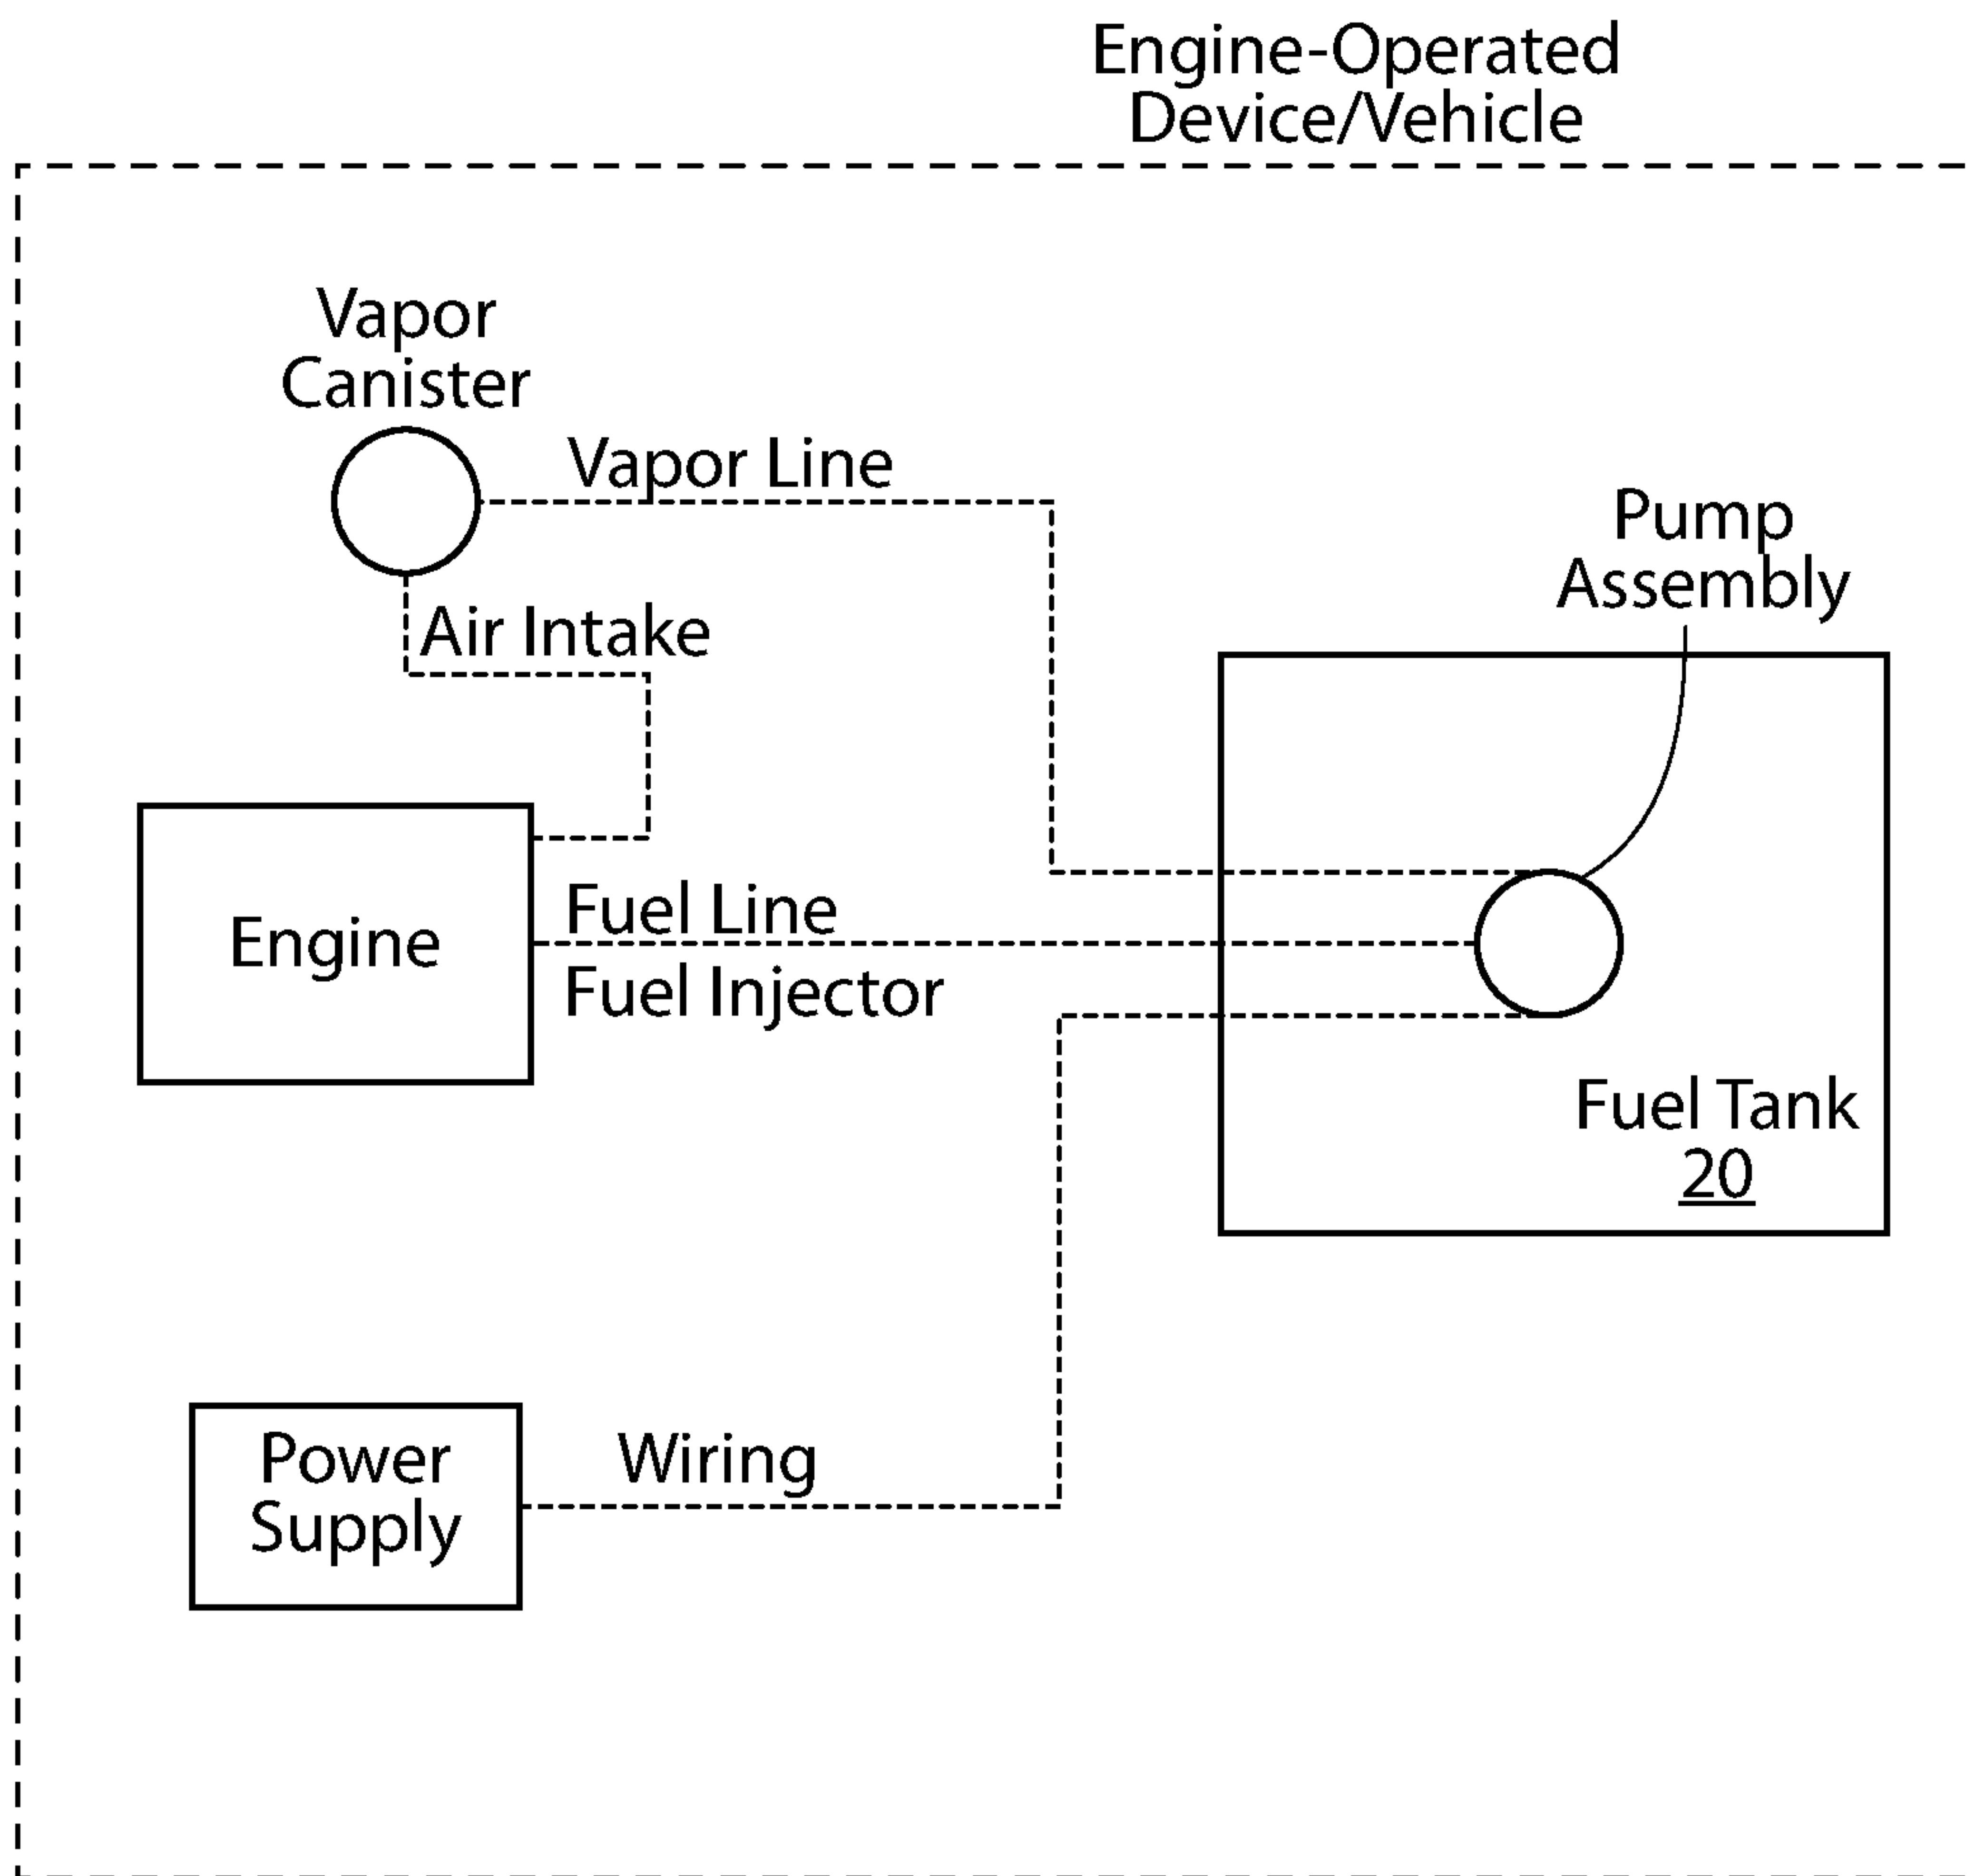 Engine-Operated
Device/Vehicle
Vapor
Canister
Vapor Line
Pump
Assembly
Air Intake
Engine
Fuel Line
Fuel Injector
Fuel Tank
20
Power
Supply
Wiring